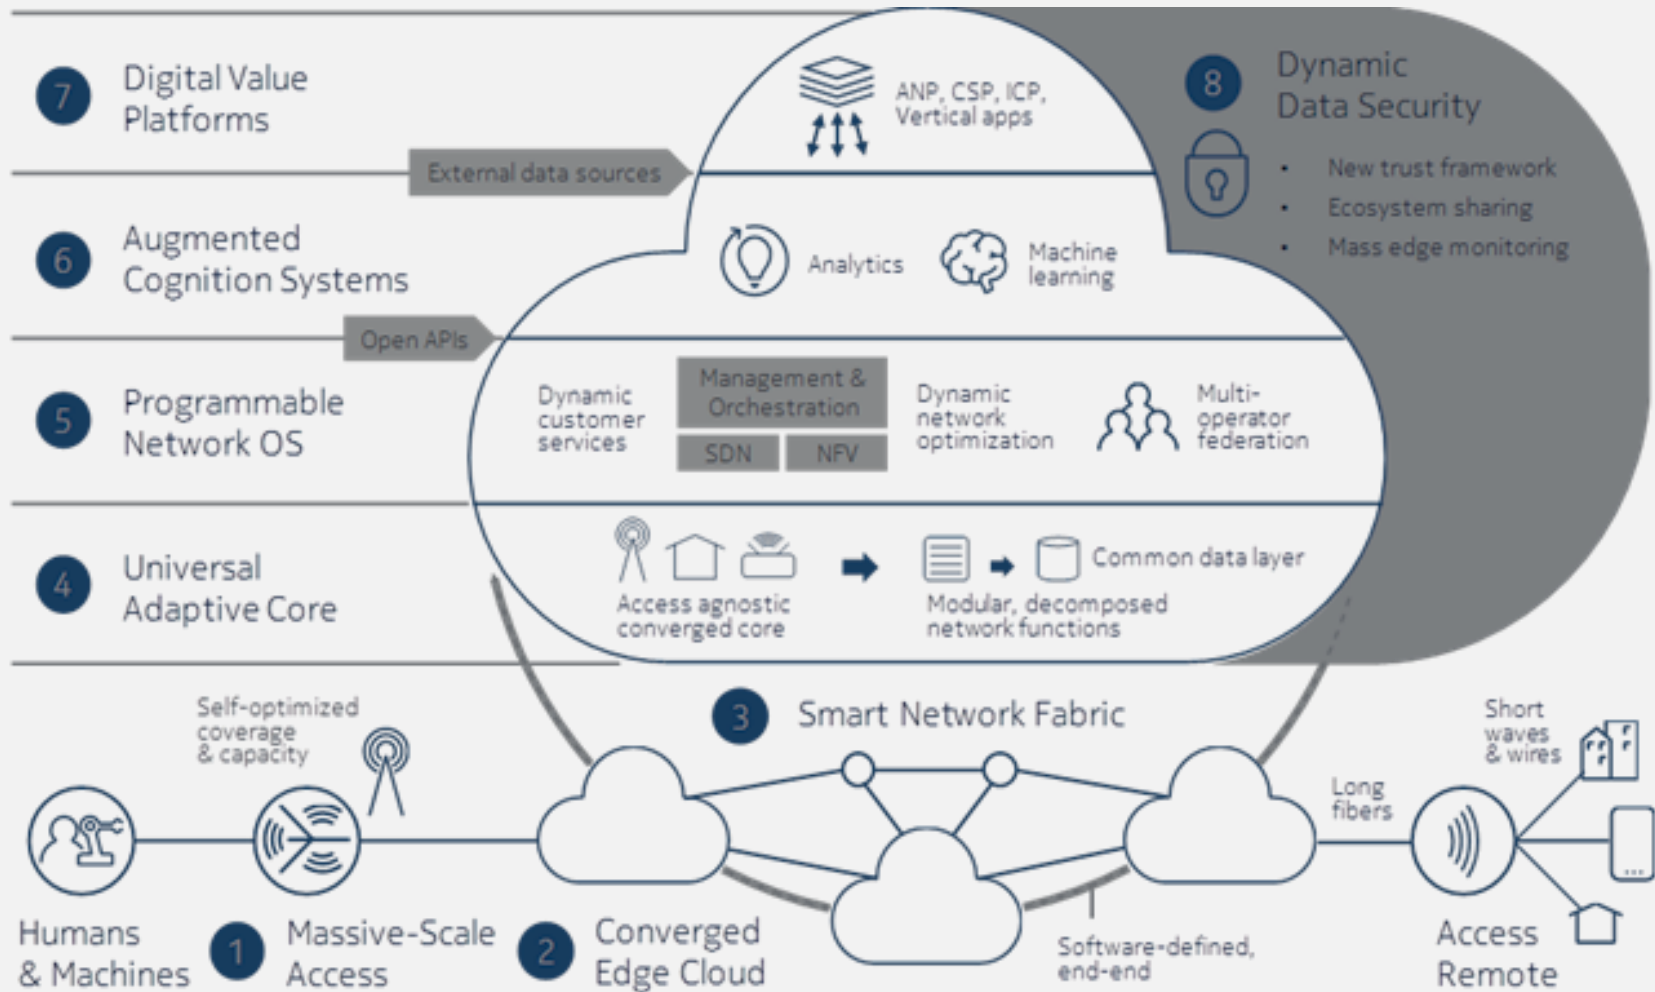 7
Digital Value
Platforms
ANP, CSP, ICP,
Vertical apps
8
Dynamic
Data Security
• New trust framework
• Ecosystem sharing
• Mass edge monitoring
External data sources
6
Augmented
Cognition Systems
Analytics
Machine
learning
Open APIs
5
Programmable
Network OS
Dynamic
customer
services
Management &
Orchestration
SDN
NFV
Dynamic
network
optimization
Multi-
operator
federation
4
Universal
Adaptive Core
Access agnostic
converged core
Modular, decomposed
network functions
Common data layer
3
Smart Network Fabric
Self-optimized
coverage
& capacity
Short
waves
& wires
Long
fibers
Humans
& Machines
1
Massive-Scale
Access
2
Converged
Edge Cloud
Software-defined,
end-end
Access
Remote